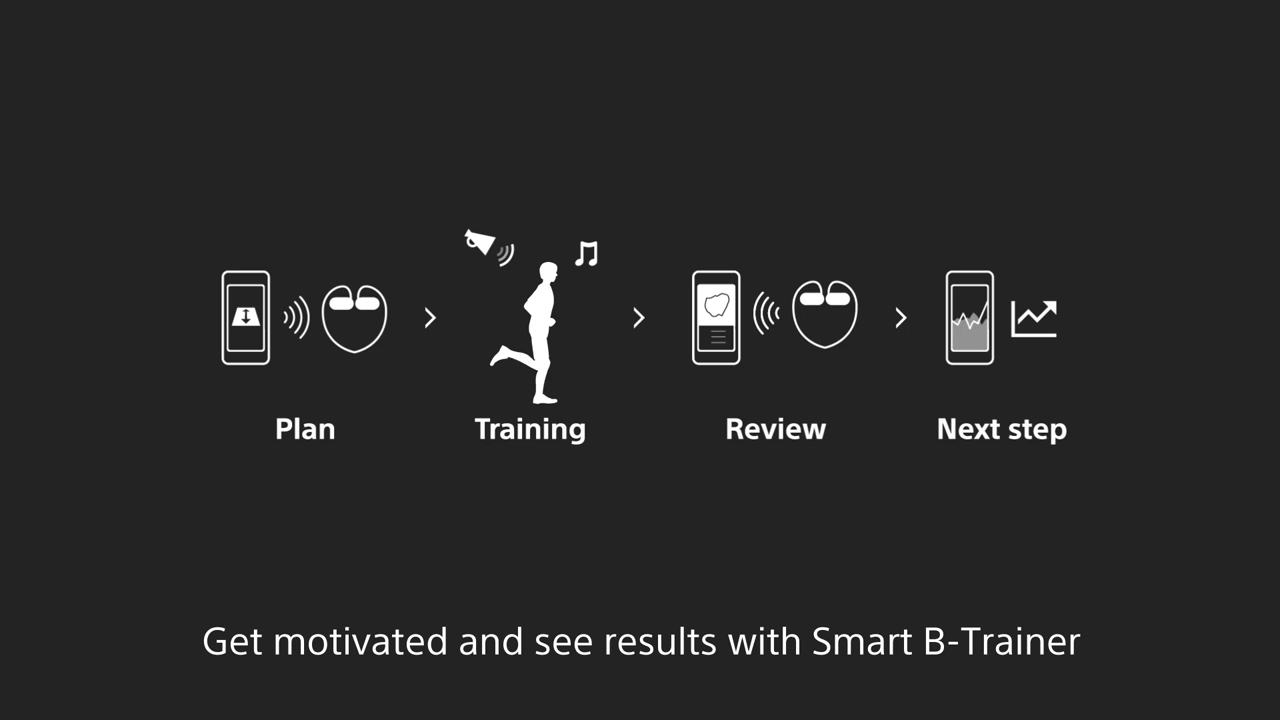 Plan
Training
Review
Next step
Get motivated and see results with Smart B-Trainer